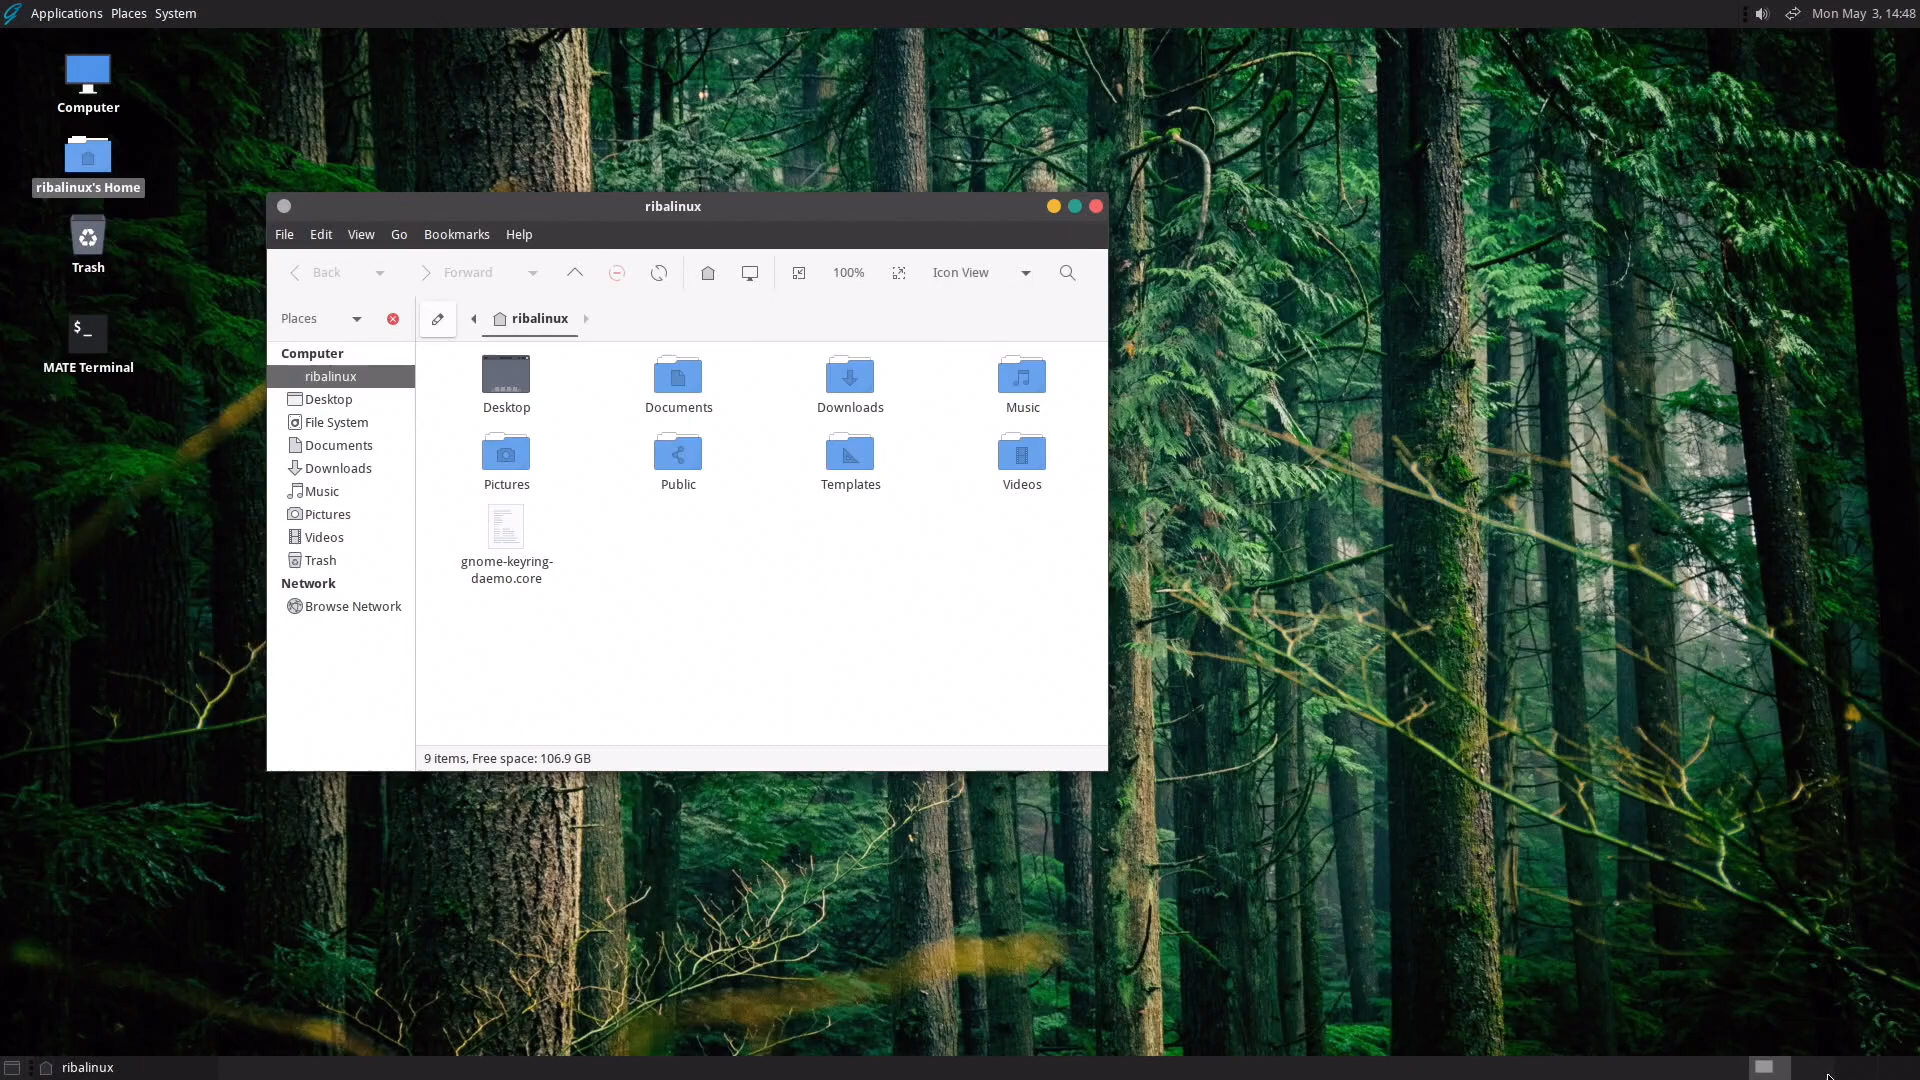 Applications Places System
Mon May 3, 14:48
Computer
ribalinux's Home
Trash
$_
MATE Terminal
ribalinux
File Edit View Go Bookmarks Help
Back Forward 100% Icon View
Places
ribalinux
Computer
ribalinux
Desktop
File System
Documents
Downloads
Music
Pictures
Videos
Trash
Network
Browse Network
Desktop Documents Downloads Music
Pictures Public Templates Videos
gnome-keyring-
daemo.core
9 items, Free space: 106.9 GB
ribalinux